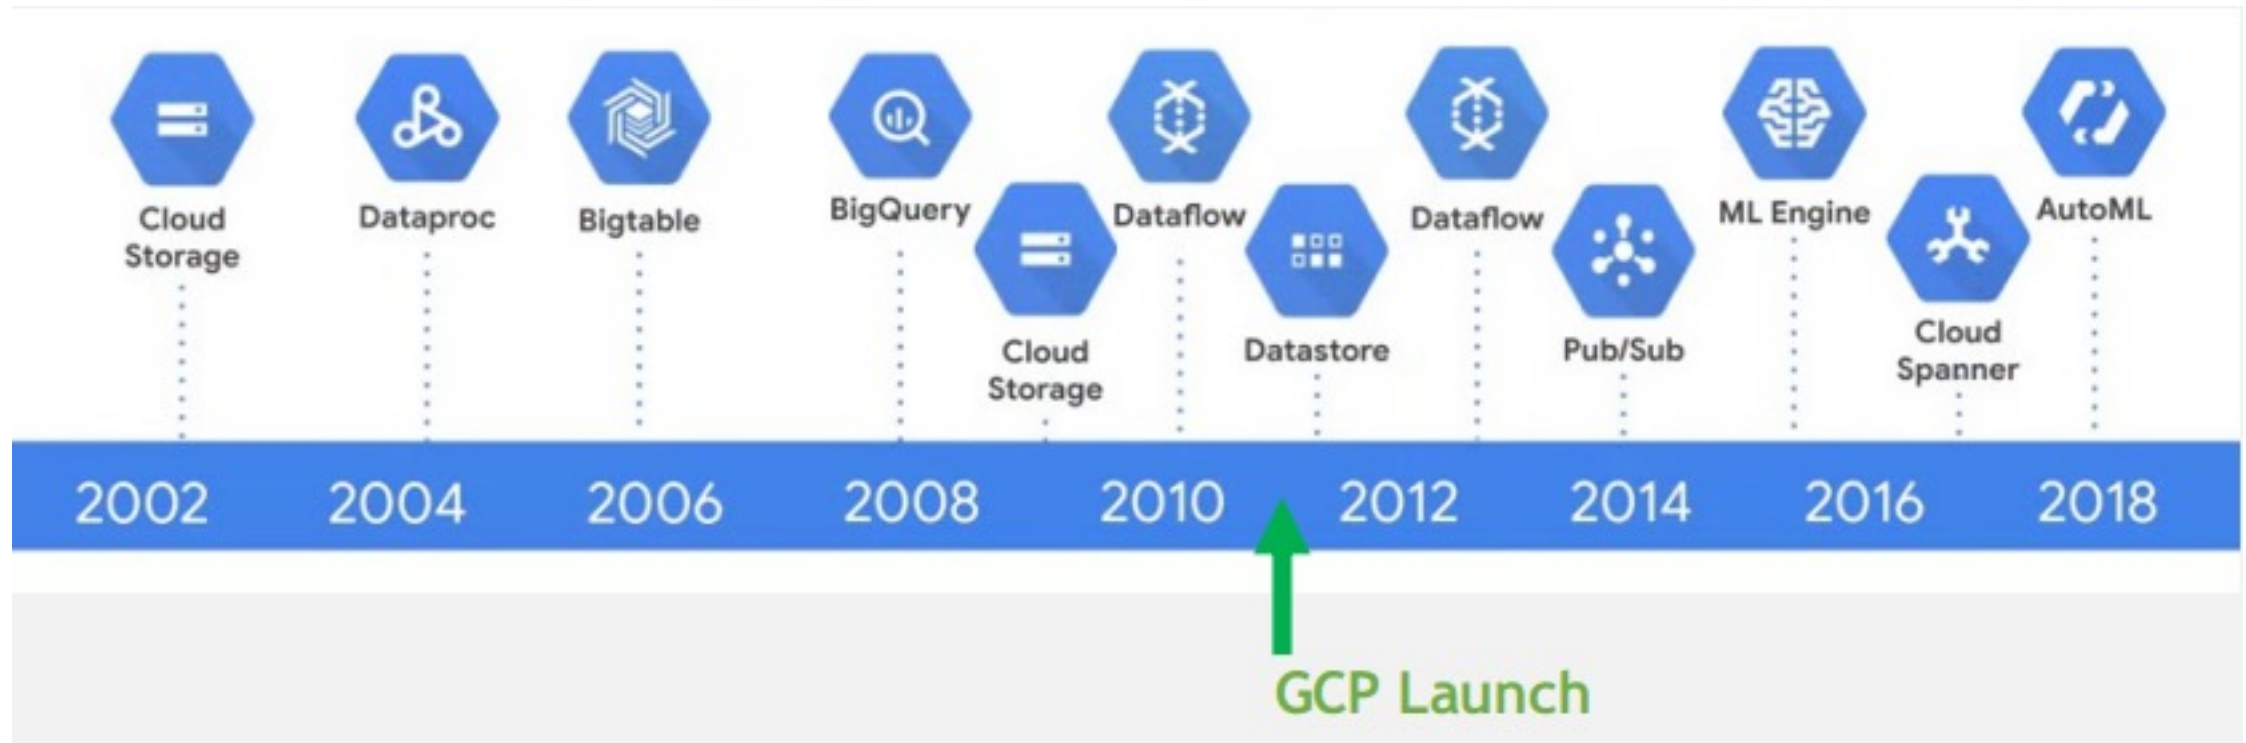 Cloud
Storage
Dataproc
Bigtable
BigQuery
Cloud
Storage
Dataflow
Datastore
Dataflow
Pub/Sub
ML Engine
Cloud
Spanner
AutoML
2002 2004 2006 2008 2010 2012 2014 2016 2018
GCP Launch